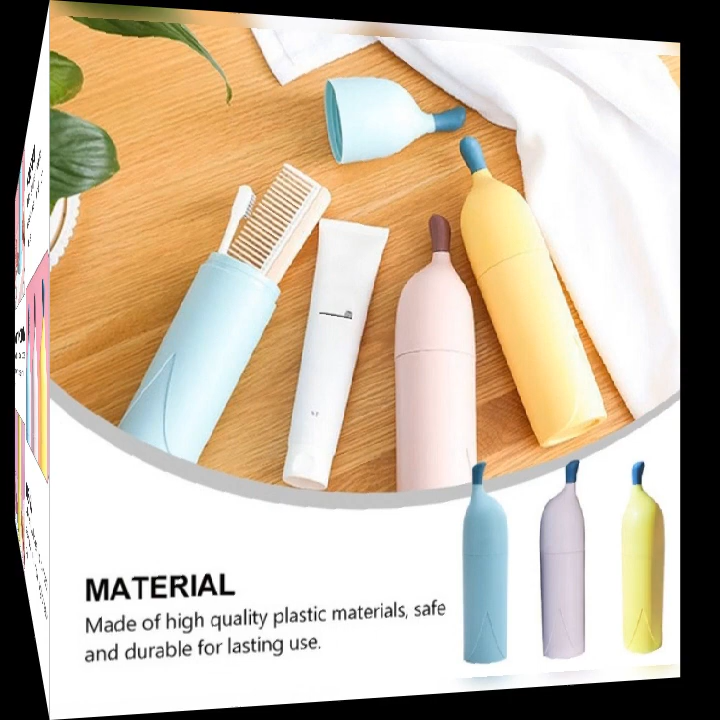 MATERIAL
Made of high quality plastic materials, safe
and durable for lasting use.